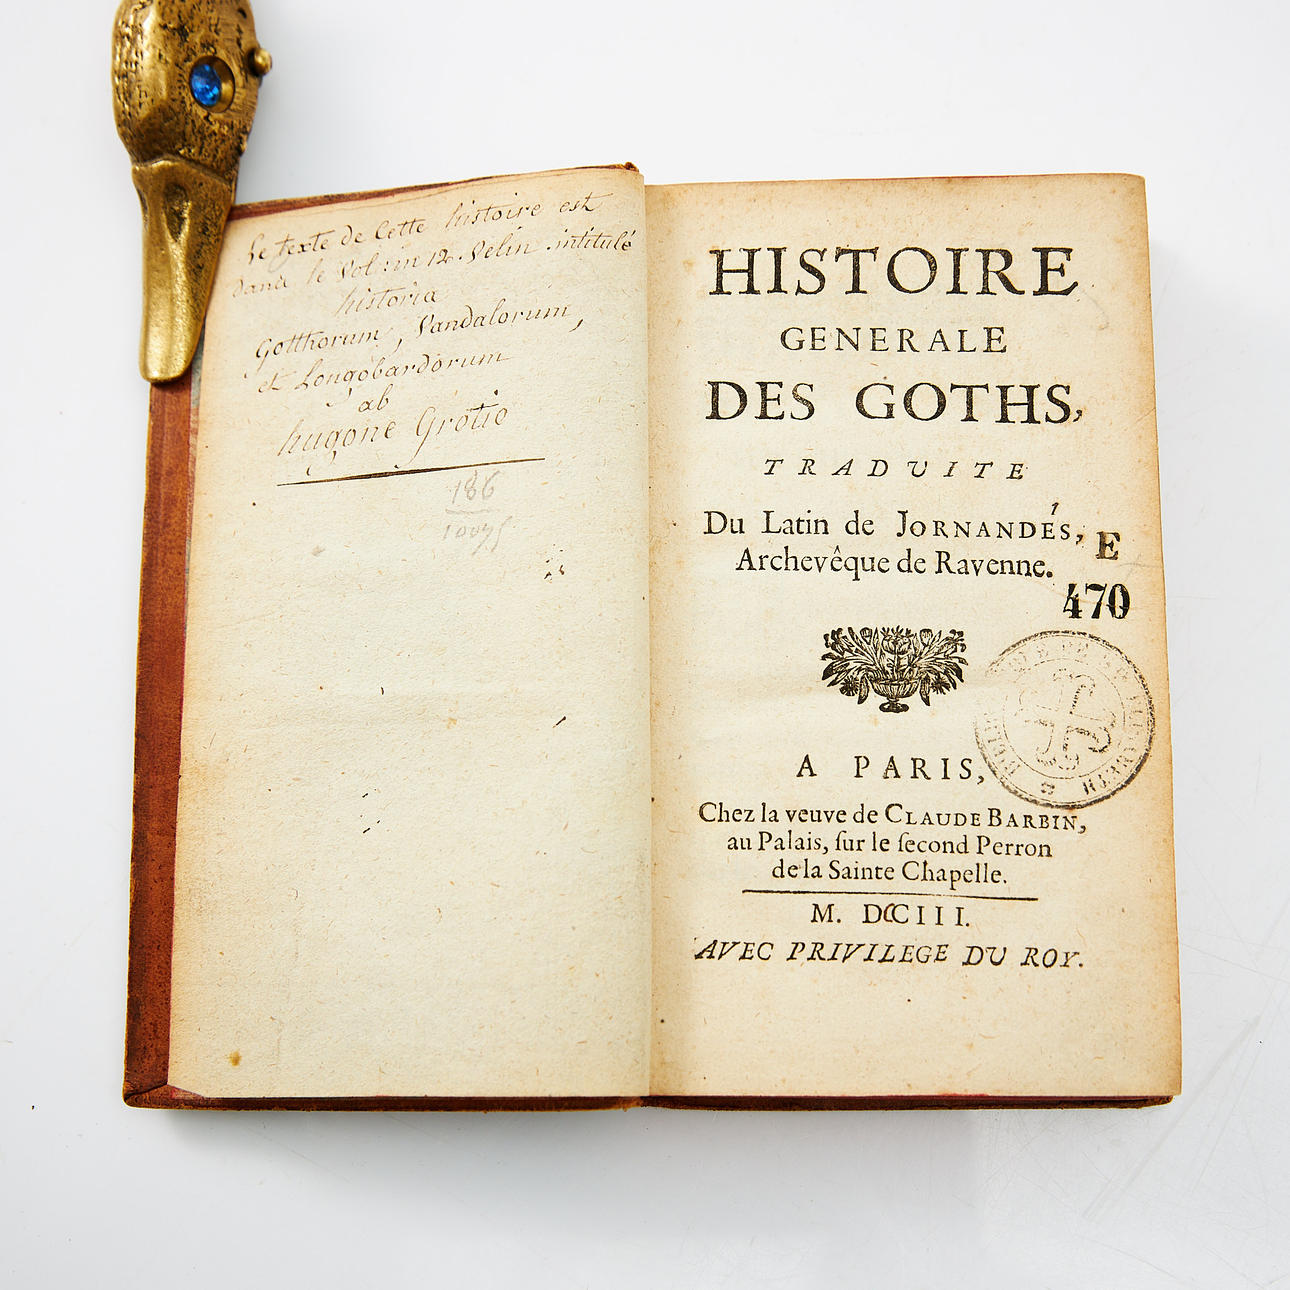 Le texte de Cette histoire est
dans le Vol: in 12. Velin intitulé
historia
Gotthorum, Vandalorum,
et Longobardorum
ab
hugone Grotio
186
HISTOIRE
GENERALE
DES GOTHS,
TRADUITE
Du Latin de JORNANDÉS,
Archevêque de Ravenne.
E
470
A PARIS,
Chez la veuve de CLAUDE BARBIN,
au Palais, ſur le ſecond Perron
de la Sainte Chapelle.
M. DCCIII.
AVEC PRIVILEGE DU ROY.